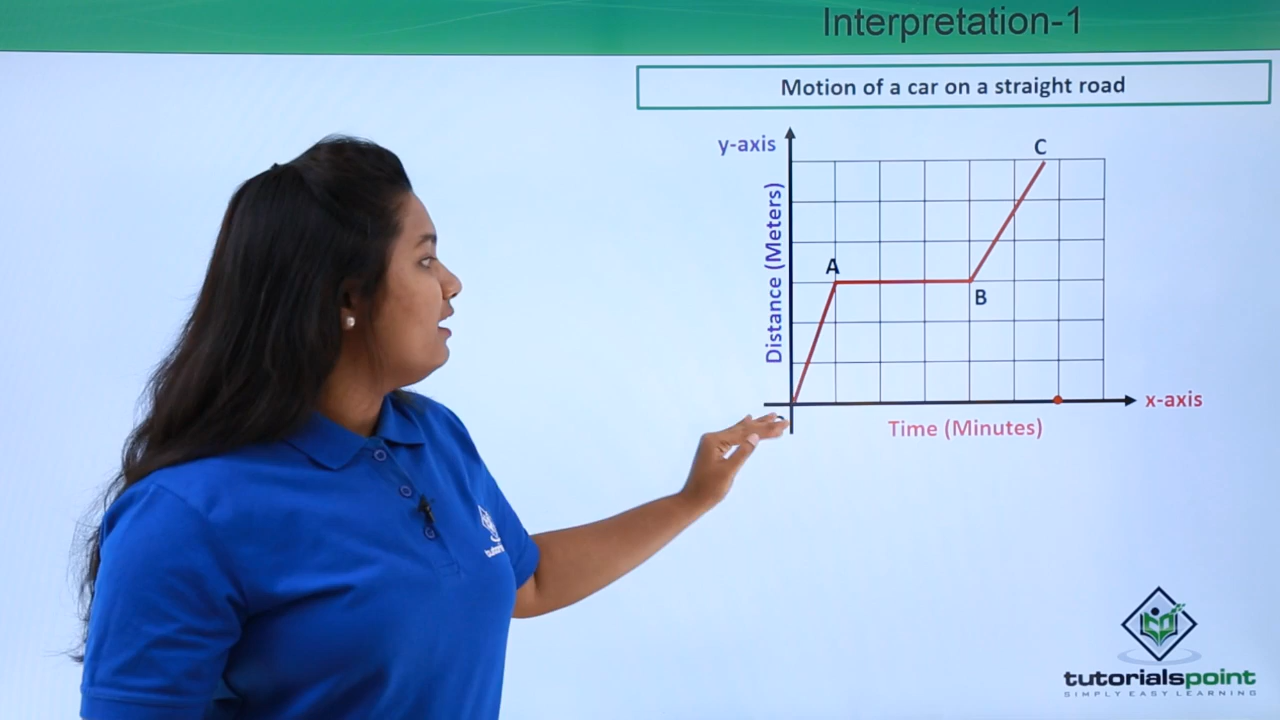 Interpretation-1
Motion of a car on a straight road
y-axis
C
Distance (Meters)
A
B
x-axis
Time (Minutes)
tutorialspoint
SIMPLY EASY LEARNING